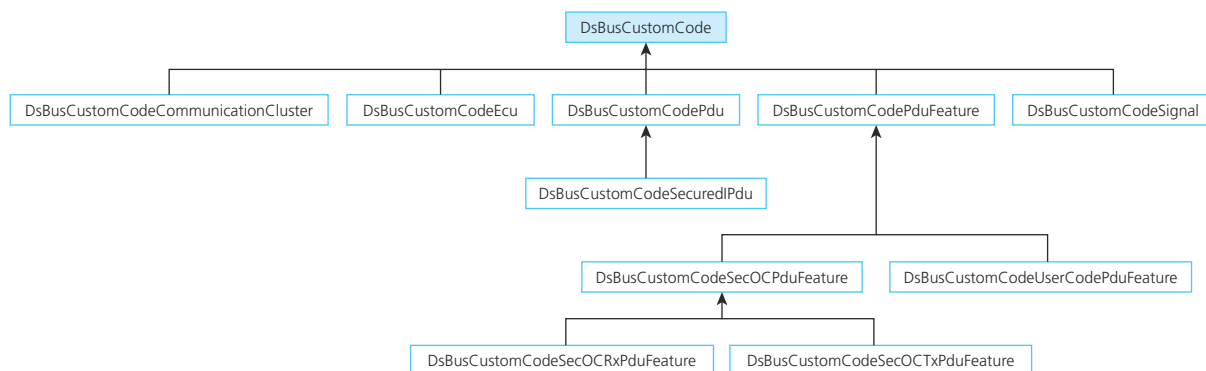 DsBusCustomCode
DsBusCustomCodeCommunicationCluster
DsBusCustomCodeEcu
DsBusCustomCodePdu
DsBusCustomCodePduFeature
DsBusCustomCodeSignal
DsBusCustomCodeSecuredIPdu
DsBusCustomCodeSecOCPduFeature
DsBusCustomCodeUserCodePduFeature
DsBusCustomCodeSecOCRxPduFeature
DsBusCustomCodeSecOCTxPduFeature